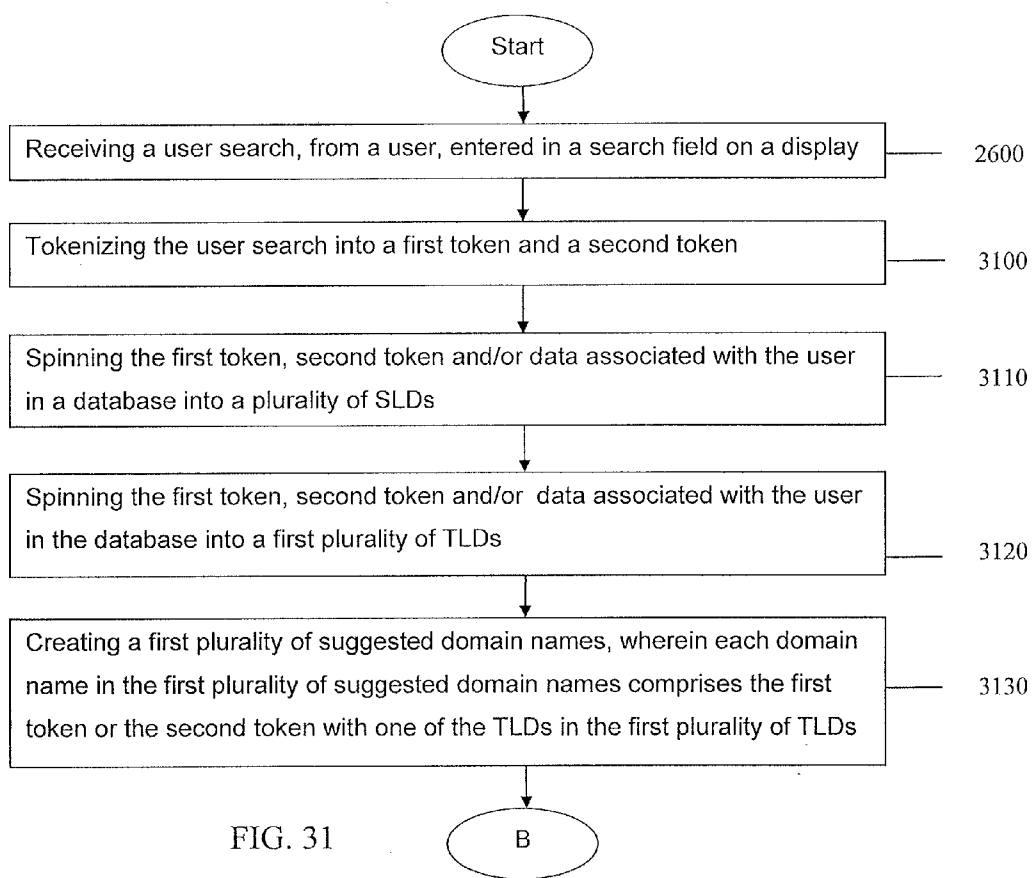 Start
Receiving a user search, from a user, entered in a search field on a display
2600
Tokenizing the user search into a first token and a second token
3100
Spinning the first token, second token and/or data associated with the user
in a database into a plurality of SLDs
3110
Spinning the first token, second token and/or data associated with the user
in the database into a first plurality of TLDs
3120
Creating a first plurality of suggested domain names, wherein each domain
name in the first plurality of suggested domain names comprises the first
token or the second token with one of the TLDs in the first plurality of TLDs
3130
FIG. 31
B